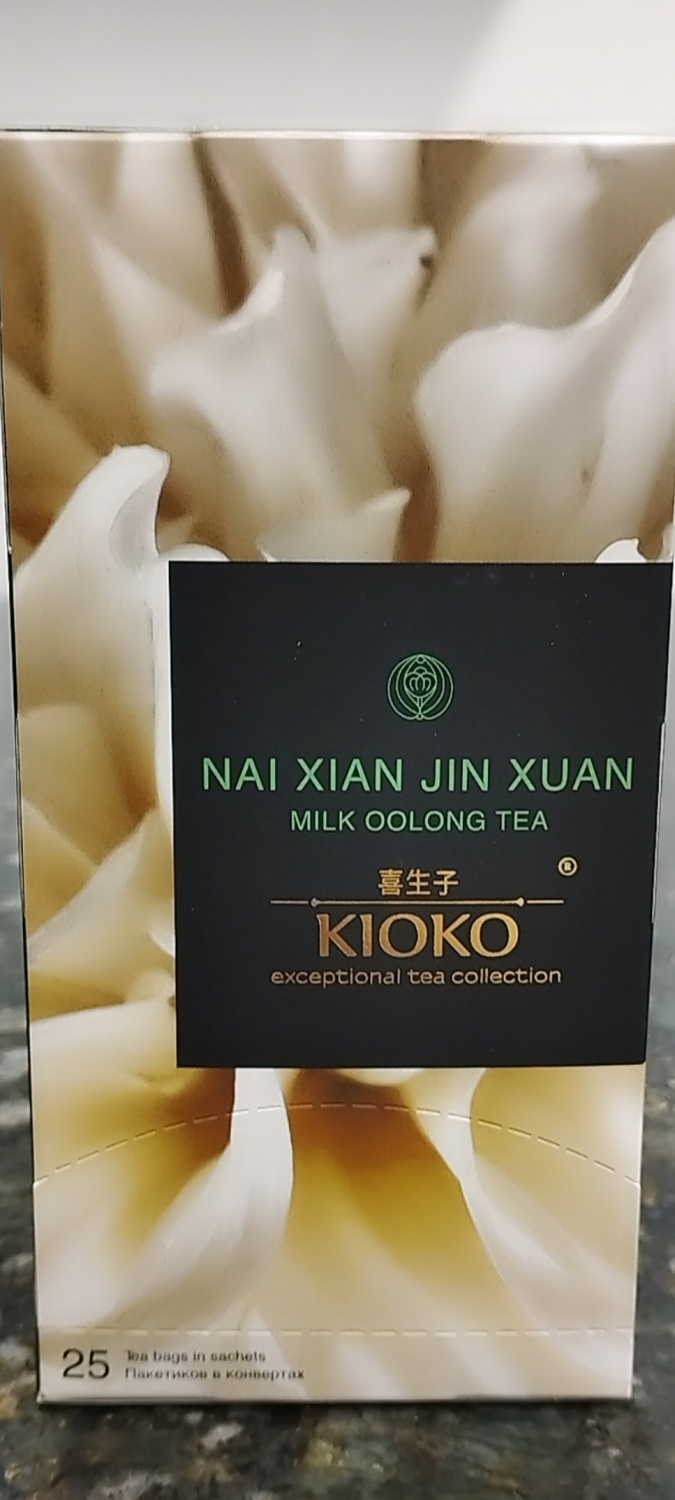 NAI XIAN JIN XUAN
MILK OOLONG TEA
喜生子
®
KIOKO
exceptional tea collection
25
Tea bags in sachets
Пакетиков в конвертах